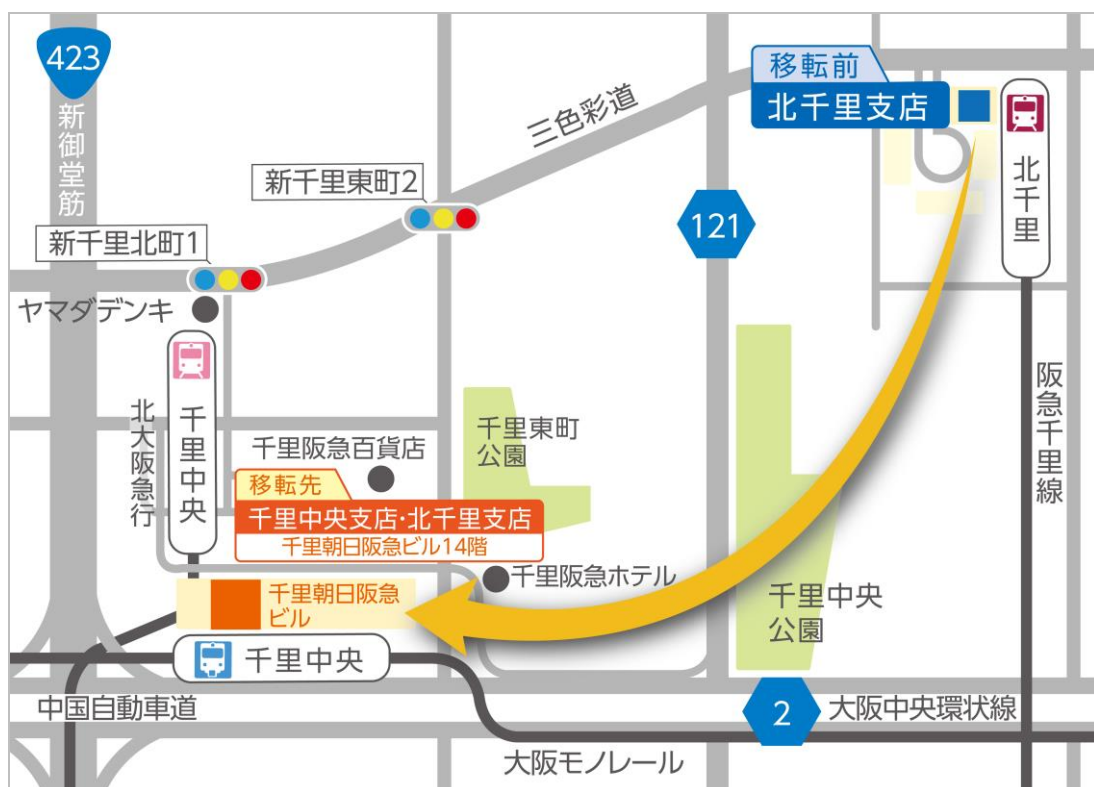 423
新御堂筋
移転前
北千里支店
三色彩道
北千里
新千里東町2
121
新千里北町1
ヤマダデンキ
阪急千里線
北大阪急行
千里中央
千里阪急百貨店
千里東町
公園
移転先
千里中央支店・北千里支店
千里朝日阪急ビル14階
千里阪急ホテル
千里朝日阪急
ビル
千里中央
公園
千里中央
中国自動車道
2
大阪中央環状線
大阪モノレール